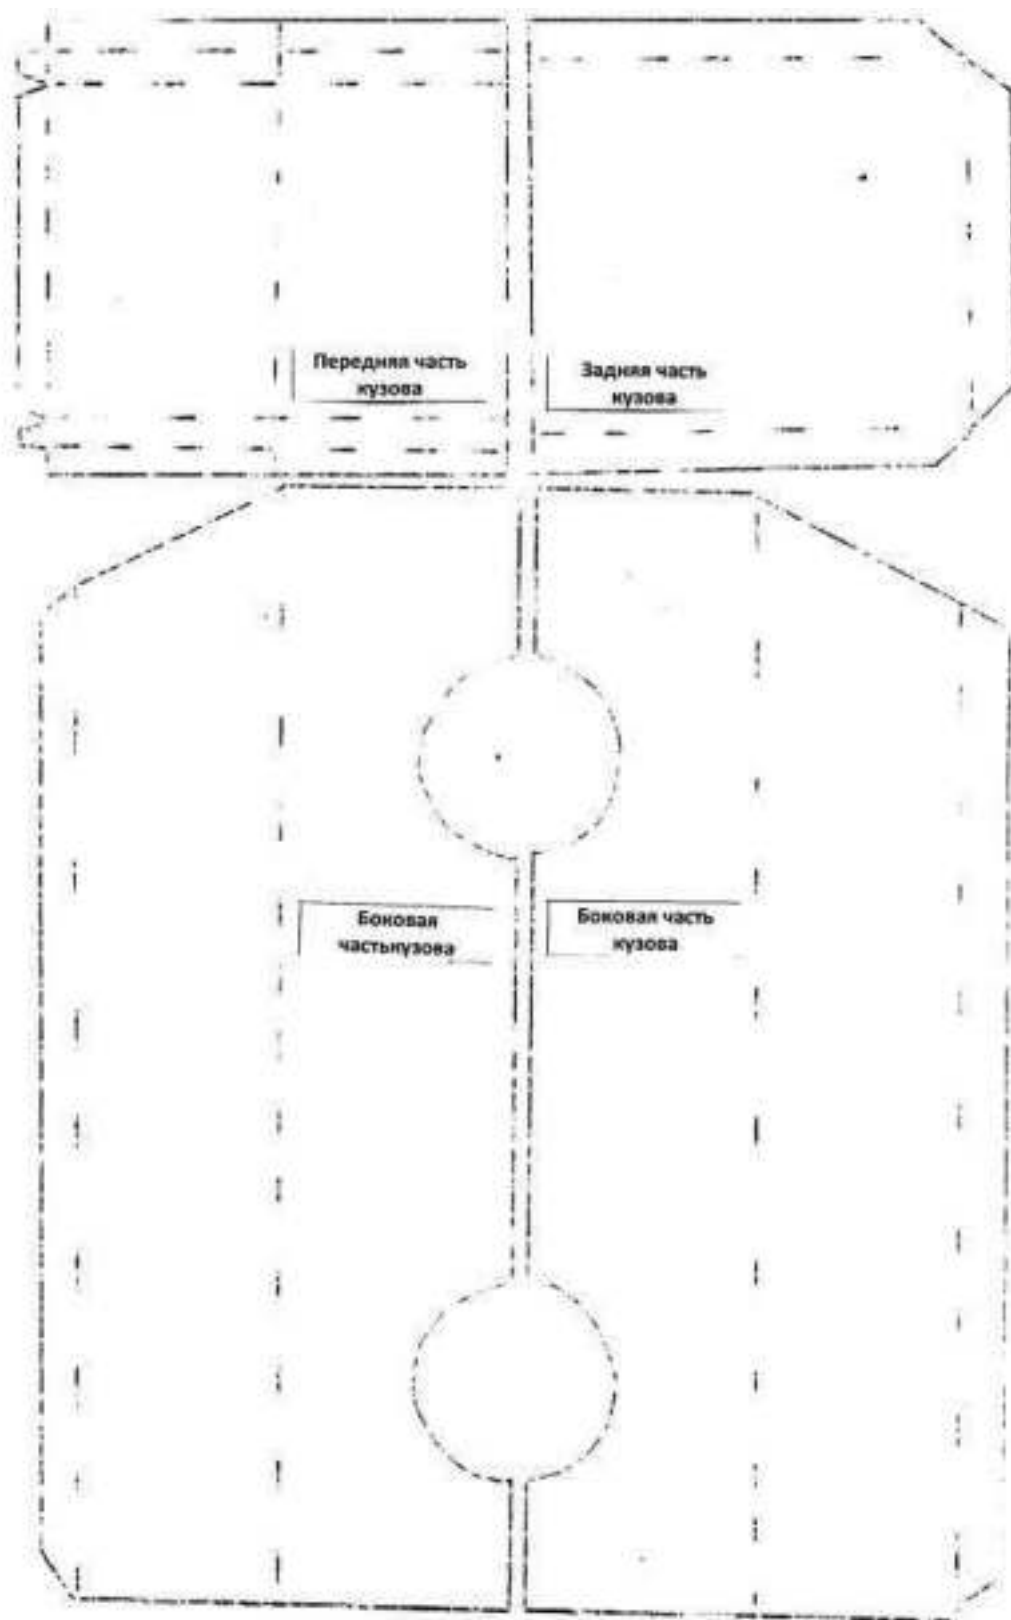 Передняя часть
кузова
Задняя часть
кузова
Боковая
частькузова
Боковая часть
кузова